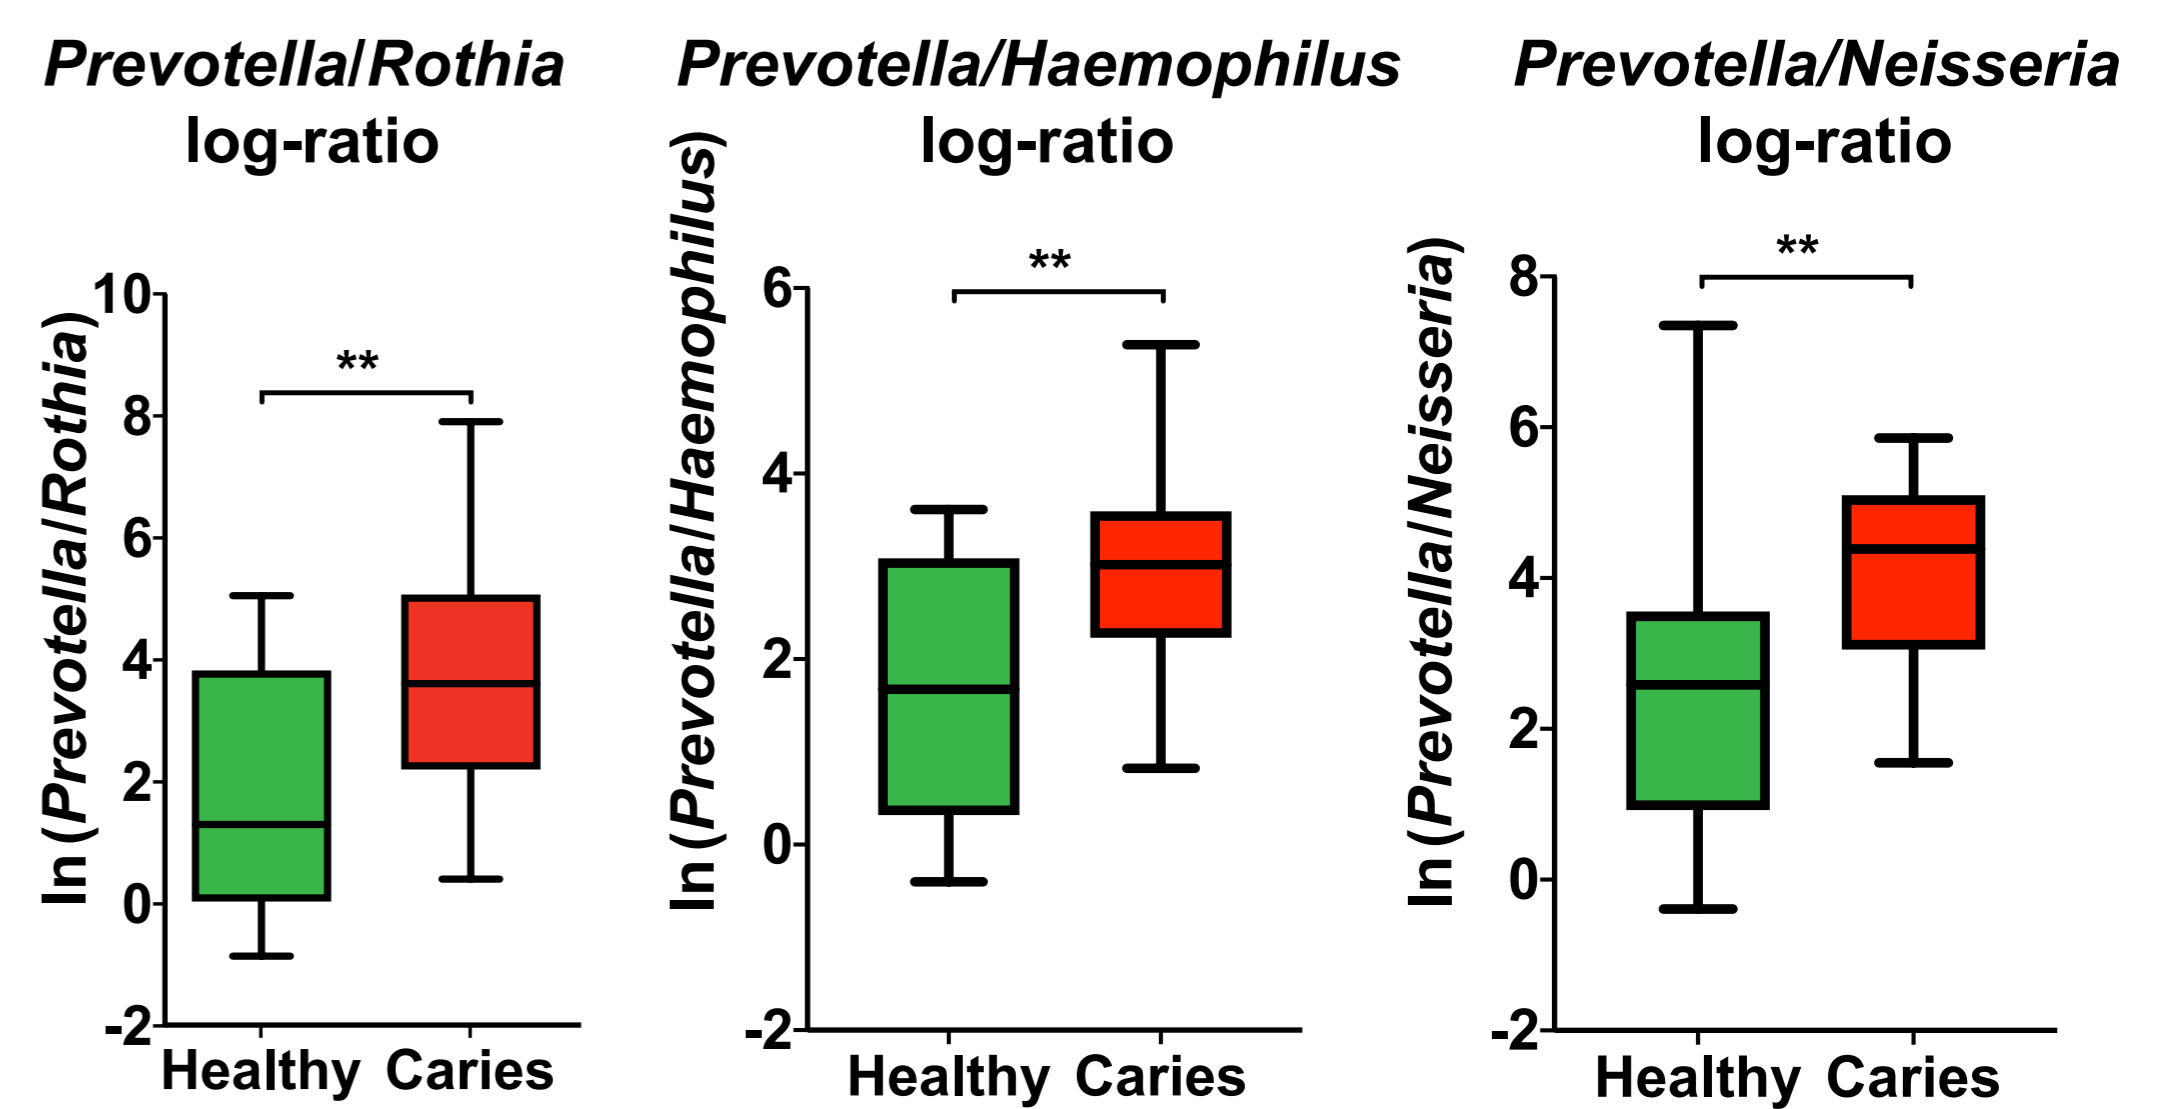 Prevotella/Rothia
log-ratio
ln (Prevotella/Rothia)
10
8
6
4
2
0
-2
**
Healthy Caries
Prevotella/Haemophilus
log-ratio
ln (Prevotella/Haemophilus)
6
4
2
0
-2
**
Healthy Caries
Prevotella/Neisseria
log-ratio
ln (Prevotella/Neisseria)
8
6
4
2
0
-2
**
Healthy Caries